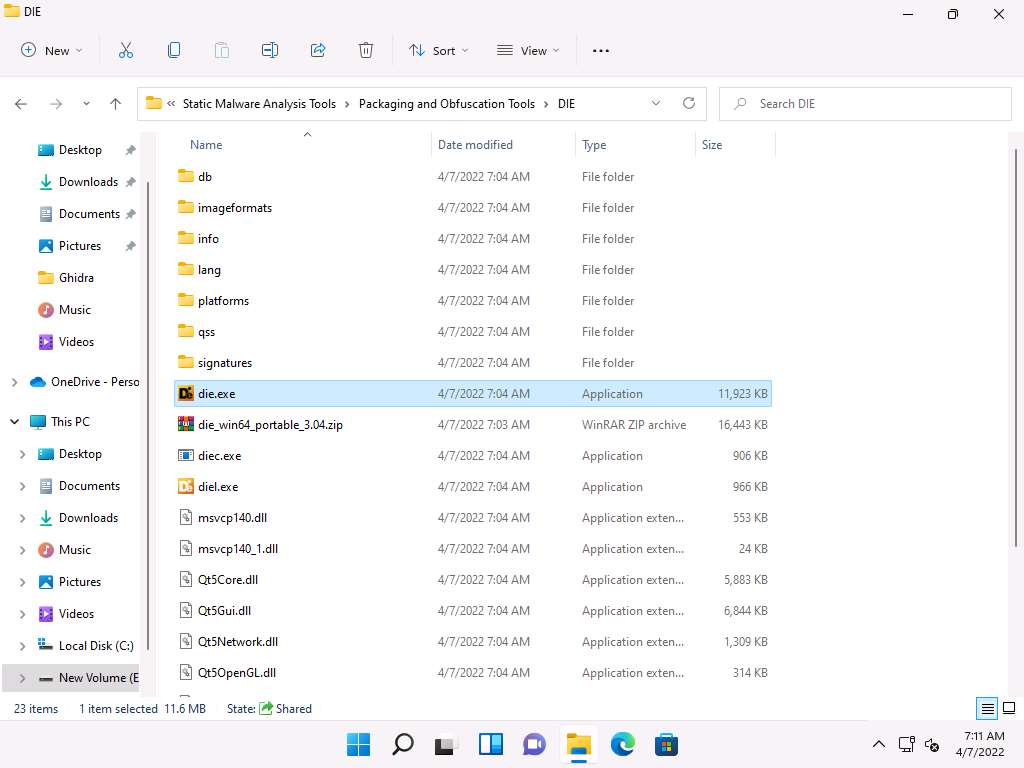 DIE
New
Sort
View
Static Malware Analysis Tools
Packaging and Obfuscation Tools
DIE
Search DIE
Desktop
Downloads
Documents
Pictures
Ghidra
Music
Videos
OneDrive - Perso
This PC
Desktop
Documents
Downloads
Music
Pictures
Videos
Local Disk (C:)
New Volume (E
Name Date modified Type Size
db 4/7/2022 7:04 AM File folder
imageformats 4/7/2022 7:04 AM File folder
info 4/7/2022 7:04 AM File folder
lang 4/7/2022 7:04 AM File folder
platforms 4/7/2022 7:04 AM File folder
qss 4/7/2022 7:04 AM File folder
signatures 4/7/2022 7:04 AM File folder
die.exe 4/7/2022 7:04 AM Application 11,923 KB
die_win64_portable_3.04.zip 4/7/2022 7:03 AM WinRAR ZIP archive 16,443 KB
diec.exe 4/7/2022 7:04 AM Application 906 KB
diel.exe 4/7/2022 7:04 AM Application 966 KB
msvcp140.dll 4/7/2022 7:04 AM Application exten... 553 KB
msvcp140_1.dll 4/7/2022 7:04 AM Application exten... 24 KB
Qt5Core.dll 4/7/2022 7:04 AM Application exten... 5,883 KB
Qt5Gui.dll 4/7/2022 7:04 AM Application exten... 6,844 KB
Qt5Network.dll 4/7/2022 7:04 AM Application exten... 1,309 KB
Qt5OpenGL.dll 4/7/2022 7:04 AM Application exten... 314 KB
23 items 1 item selected 11.6 MB State: Shared
7:11 AM
4/7/2022